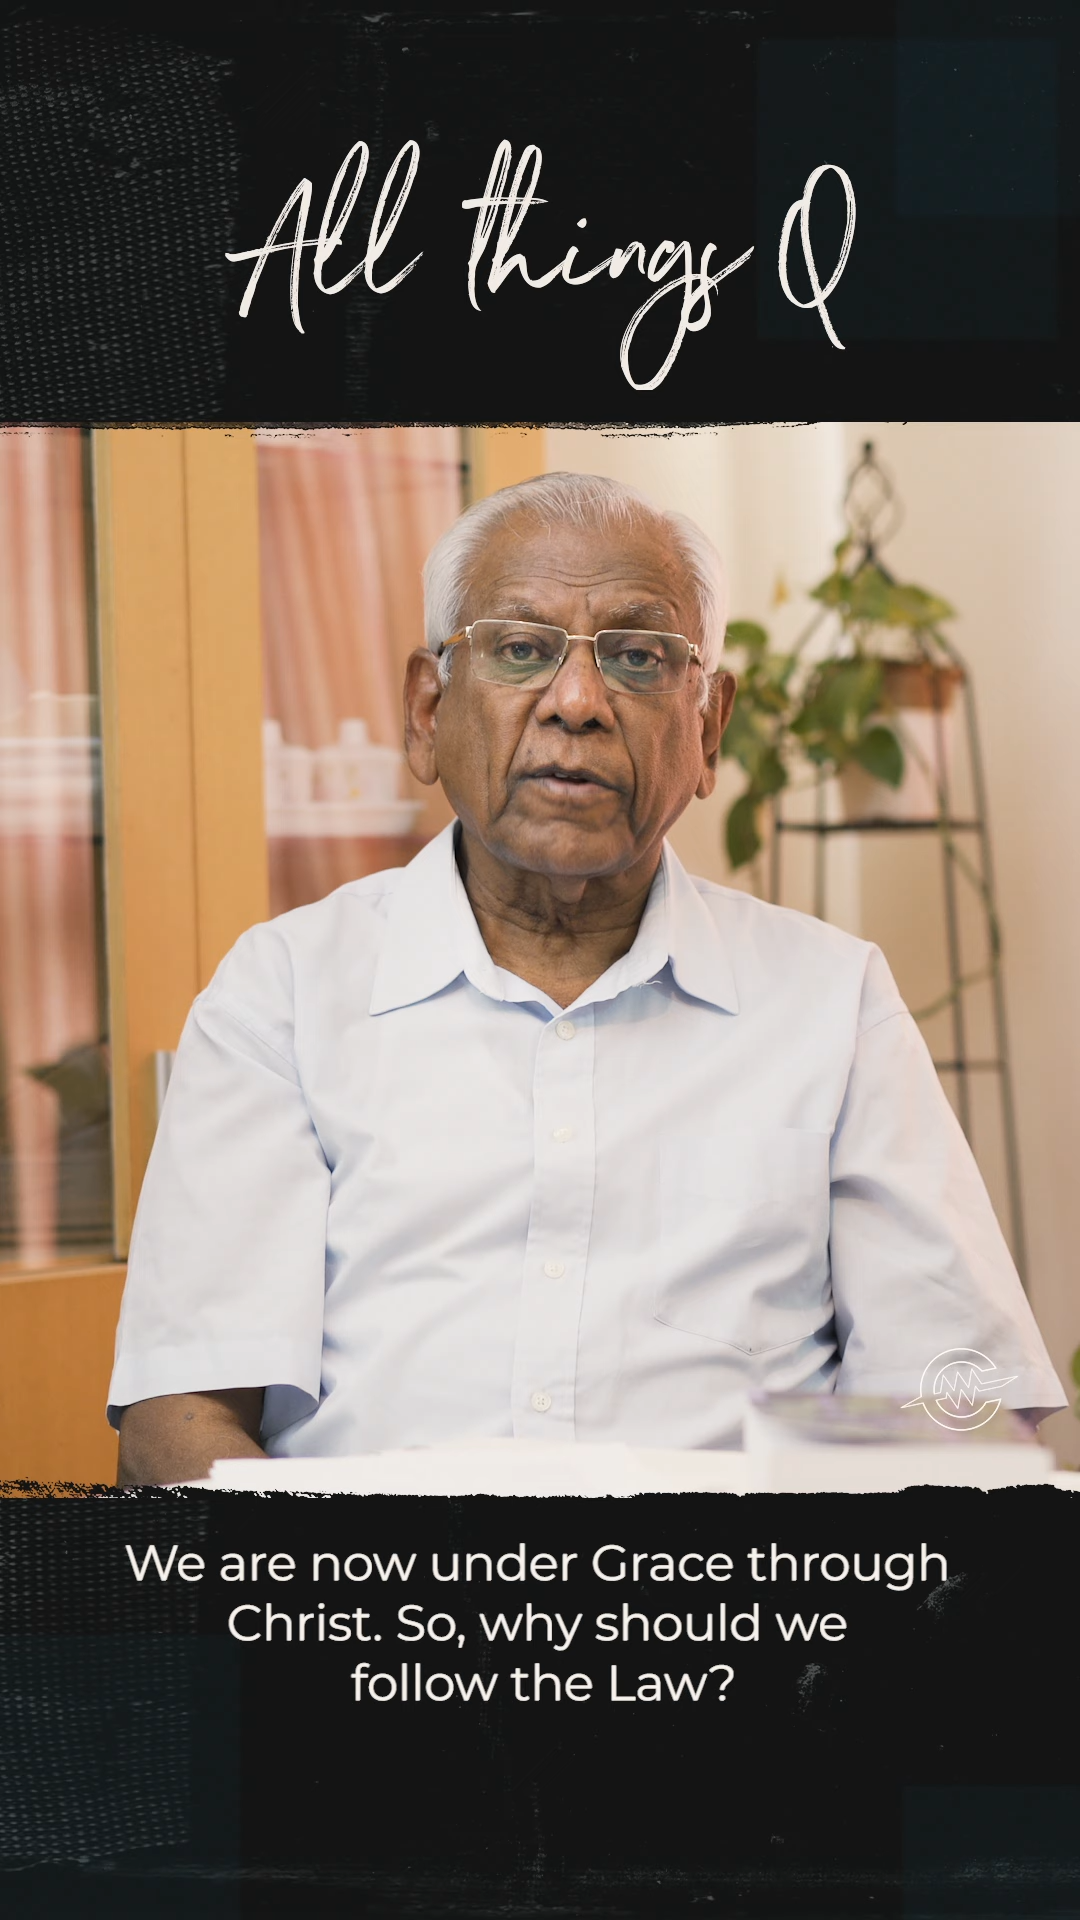 All things Q
We are now under Grace through
Christ. So, why should we
follow the Law?